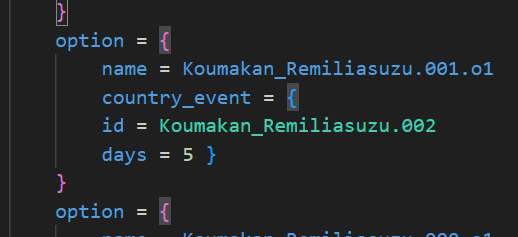 }
option = {
name = Koumakan_Remiliasuzu.001.o1
country_event = {
id = Koumakan_Remiliasuzu.002
days = 5 }
}
option = {